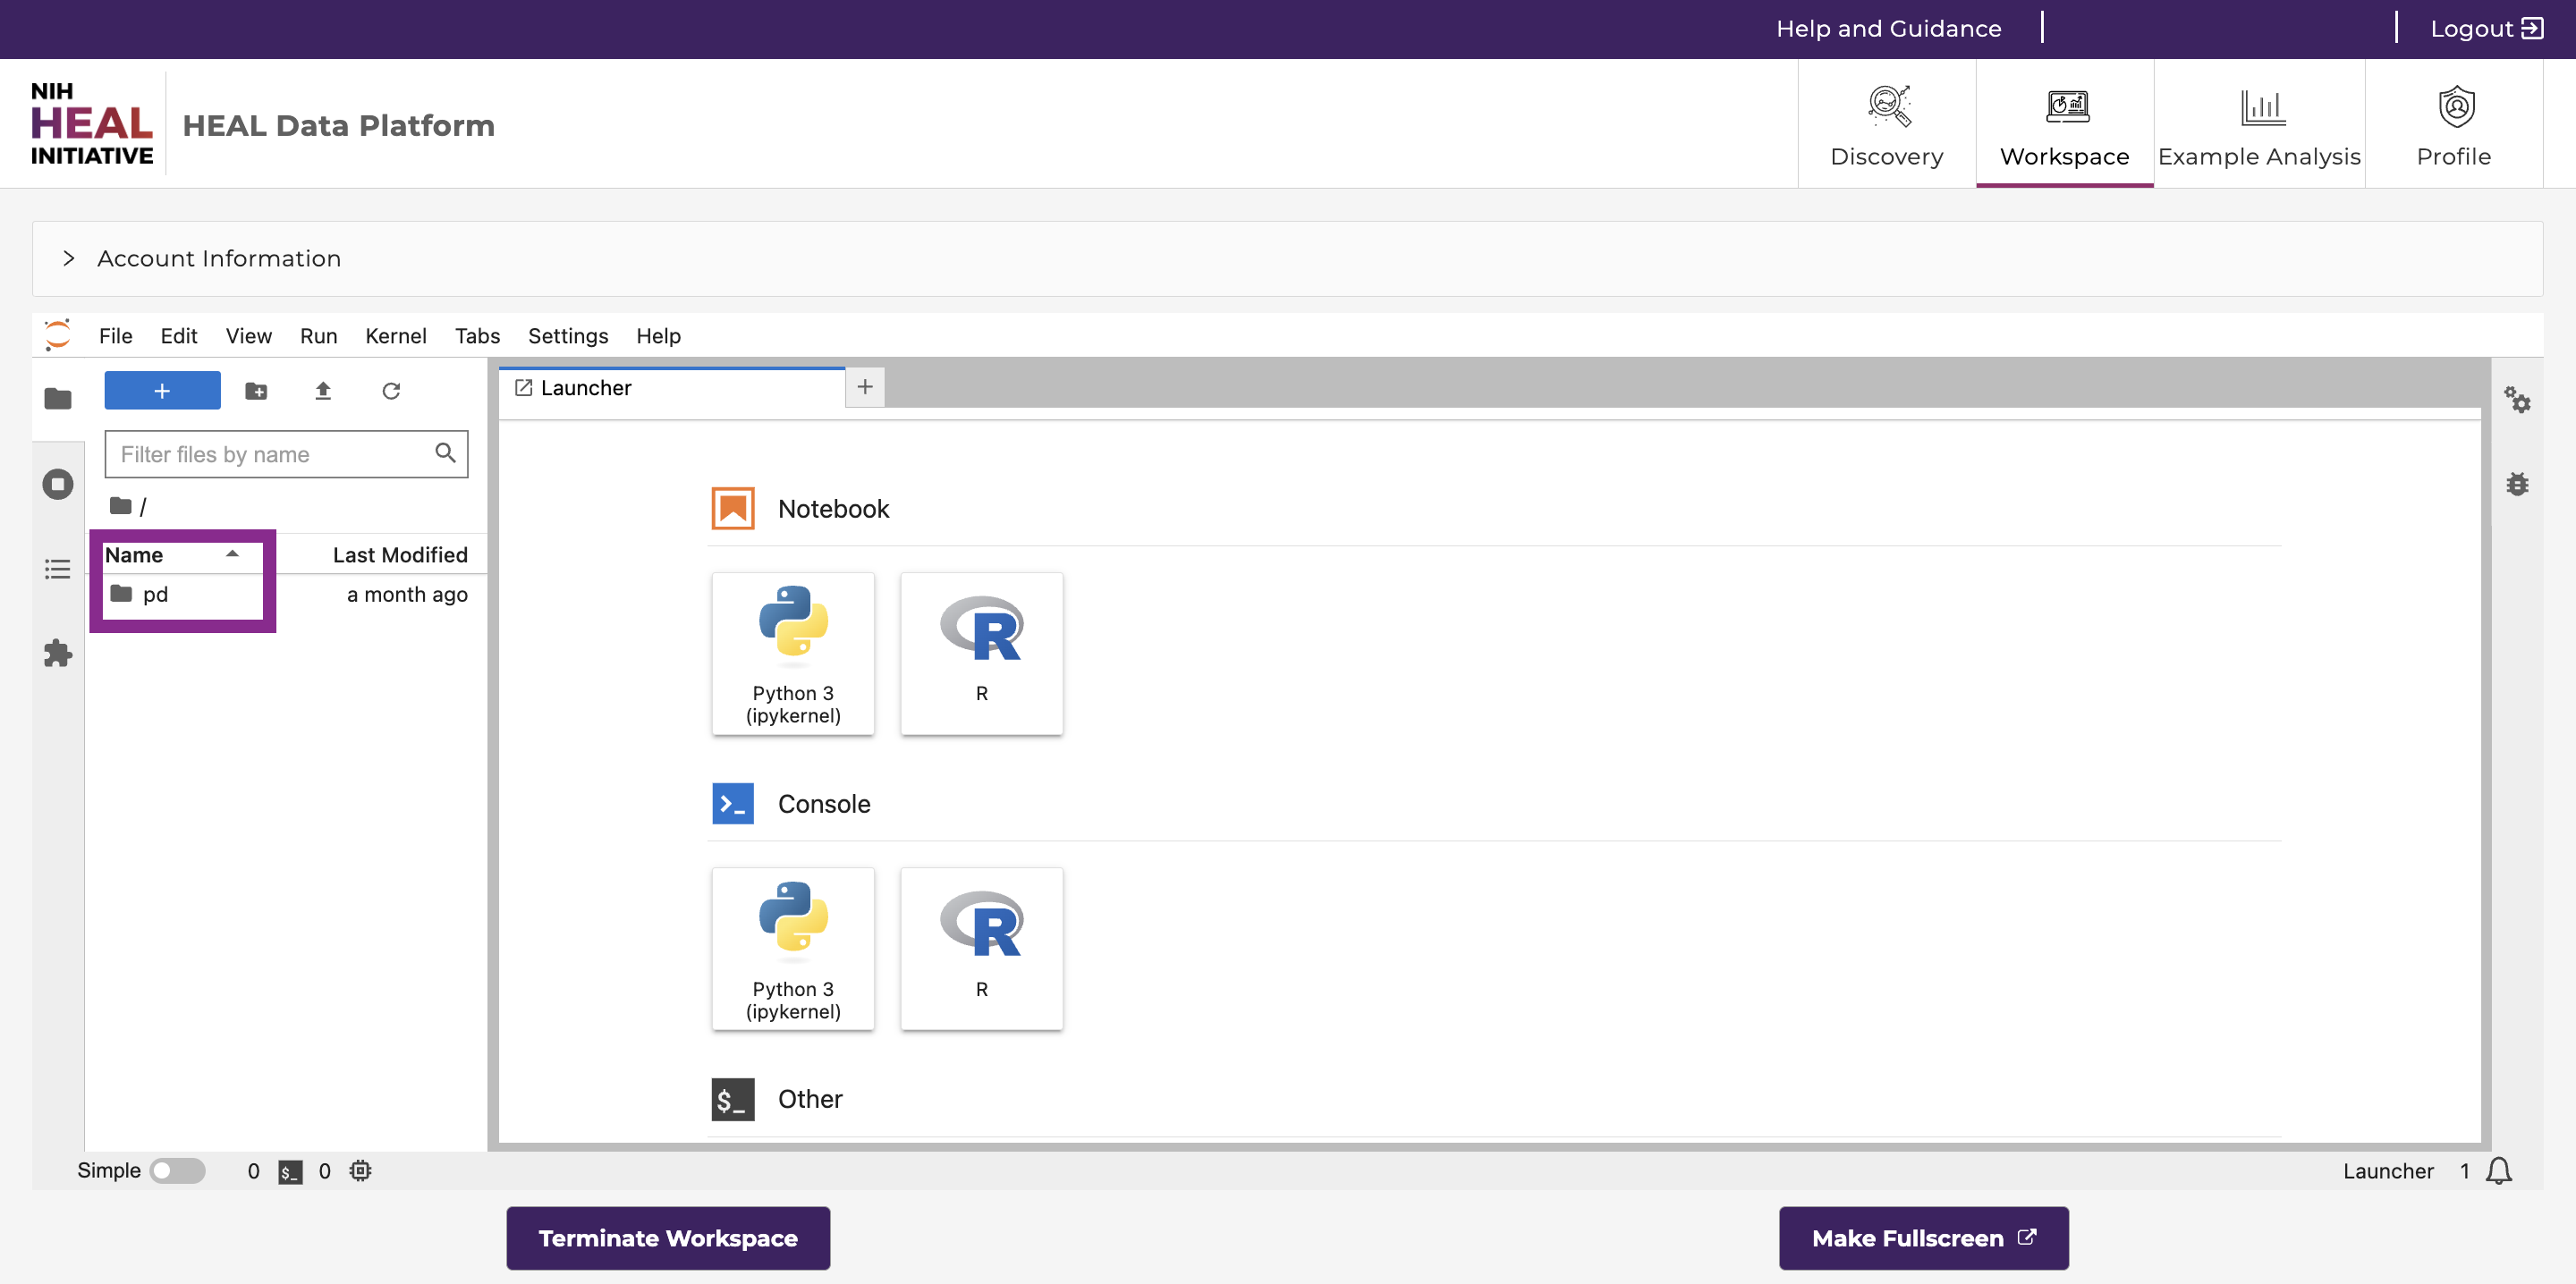 Help and Guidance
Logout
NIH
HEAL
INITIATIVE
HEAL Data Platform
Discovery
Workspace
Example Analysis
Profile
Account Information
File Edit View Run Kernel Tabs Settings Help
+
Launcher
+
Filter files by name
/
Name
Last Modified
pd
a month ago
Notebook
Python 3
(ipykernel)
R
R
Console
>_
Python 3
(ipykernel)
R
R
$_
Other
Simple
0
$_
0
Launcher
1
Terminate Workspace
Make Fullscreen